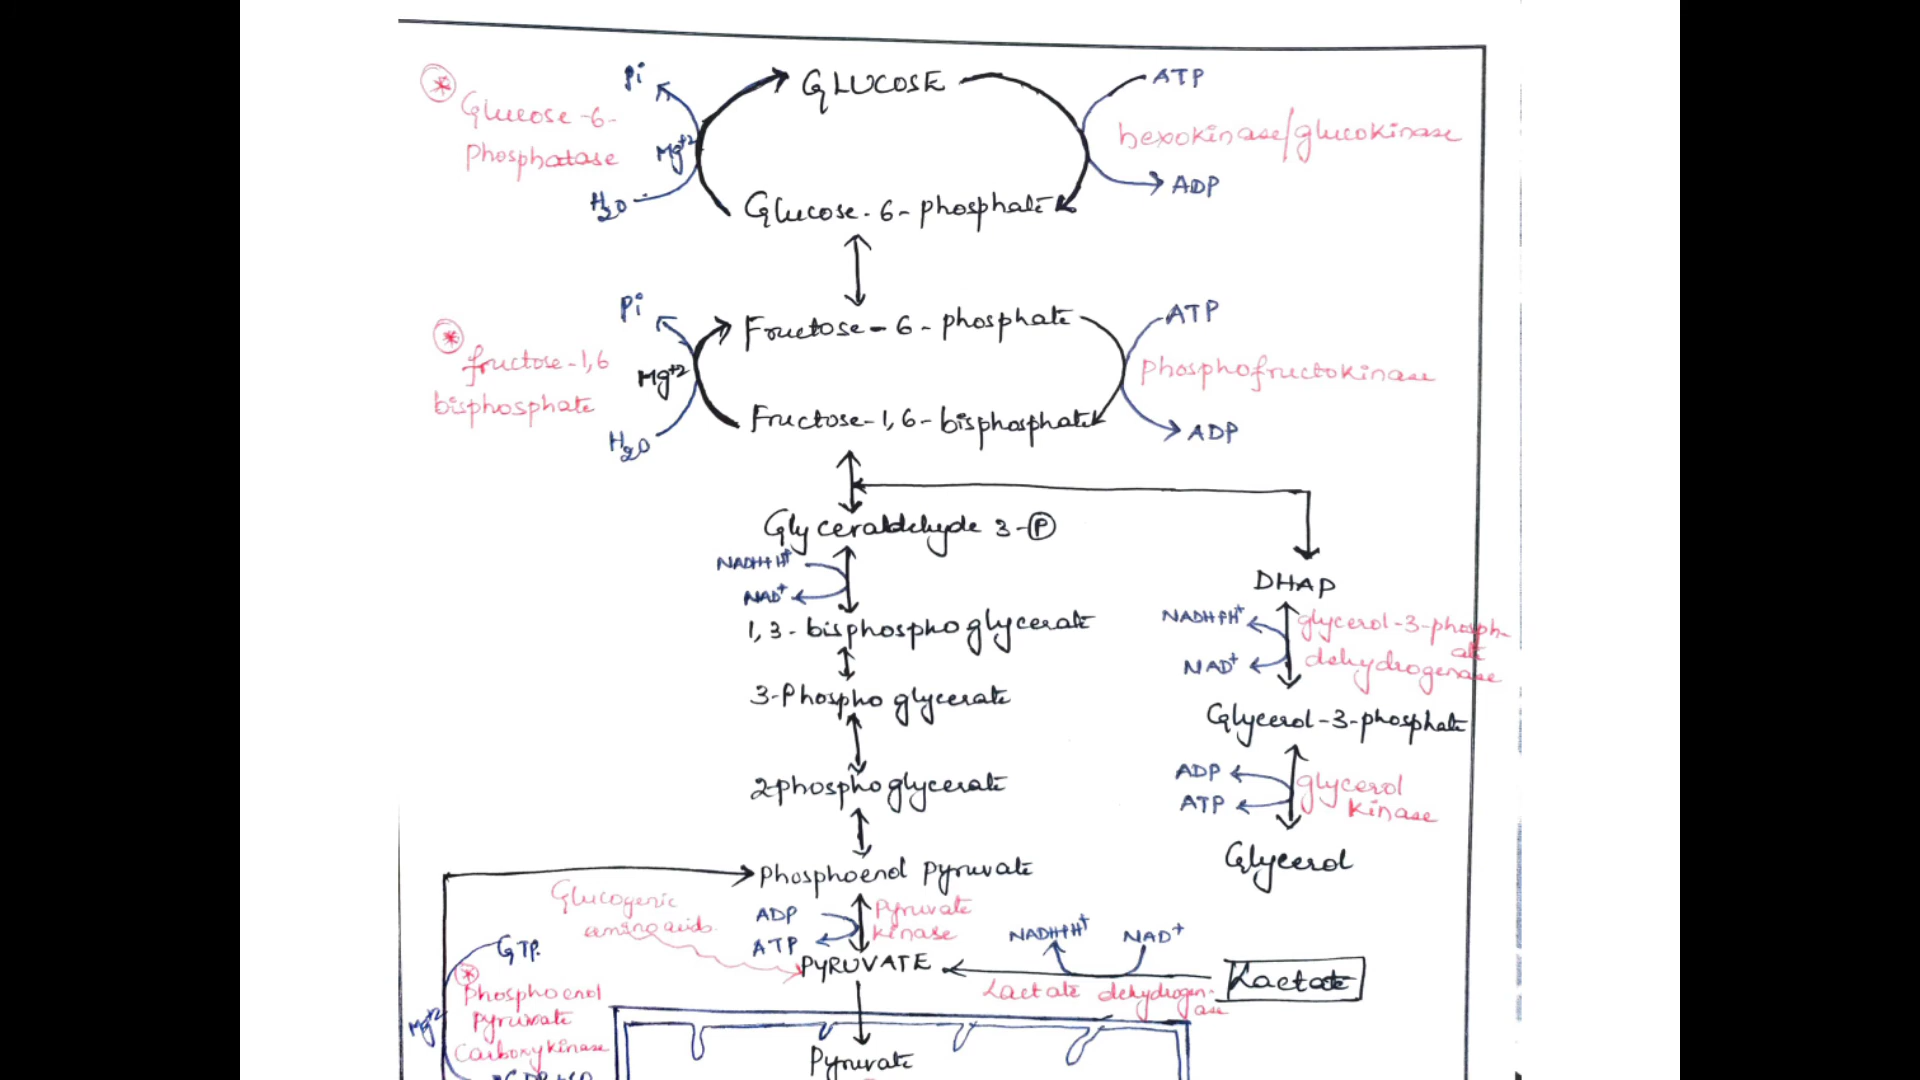 GLUCOSE
Pi
ATP
Glucose-6-
Phosphatase
Mg+2
hexokinase/glucokinase
H2O
ADP
Glucose-6-phosphate
Pi
Fructose-6-phosphate
ATP
fructose-1,6
bisphosphate
Mg+2
phosphofructokinase
H2O
Fructose-1,6-bisphosphate
ADP
Glyceraldehyde 3-P
NADH+H+
NAD+
DHAP
1,3-bisphosphoglycerate
NADH+H+
glycerol-3-phosph-
ate
dehydrogenase
NAD+
3-Phospho glycerate
Glycerol-3-phosphate
2-phosphoglycerate
ADP
ATP
glycerol
kinase
Glycerol
Phosphoenol pyruvate
Glucogenic
amino acids.
ADP
ATP
Pyruvate
kinase
NADH+H+
NAD+
GTP.
PYRUVATE
Lactate
Lactate dehydrogen-
ase
Phosphoenol
pyruvate
carboxykinase
Mg+2
Pyruvate